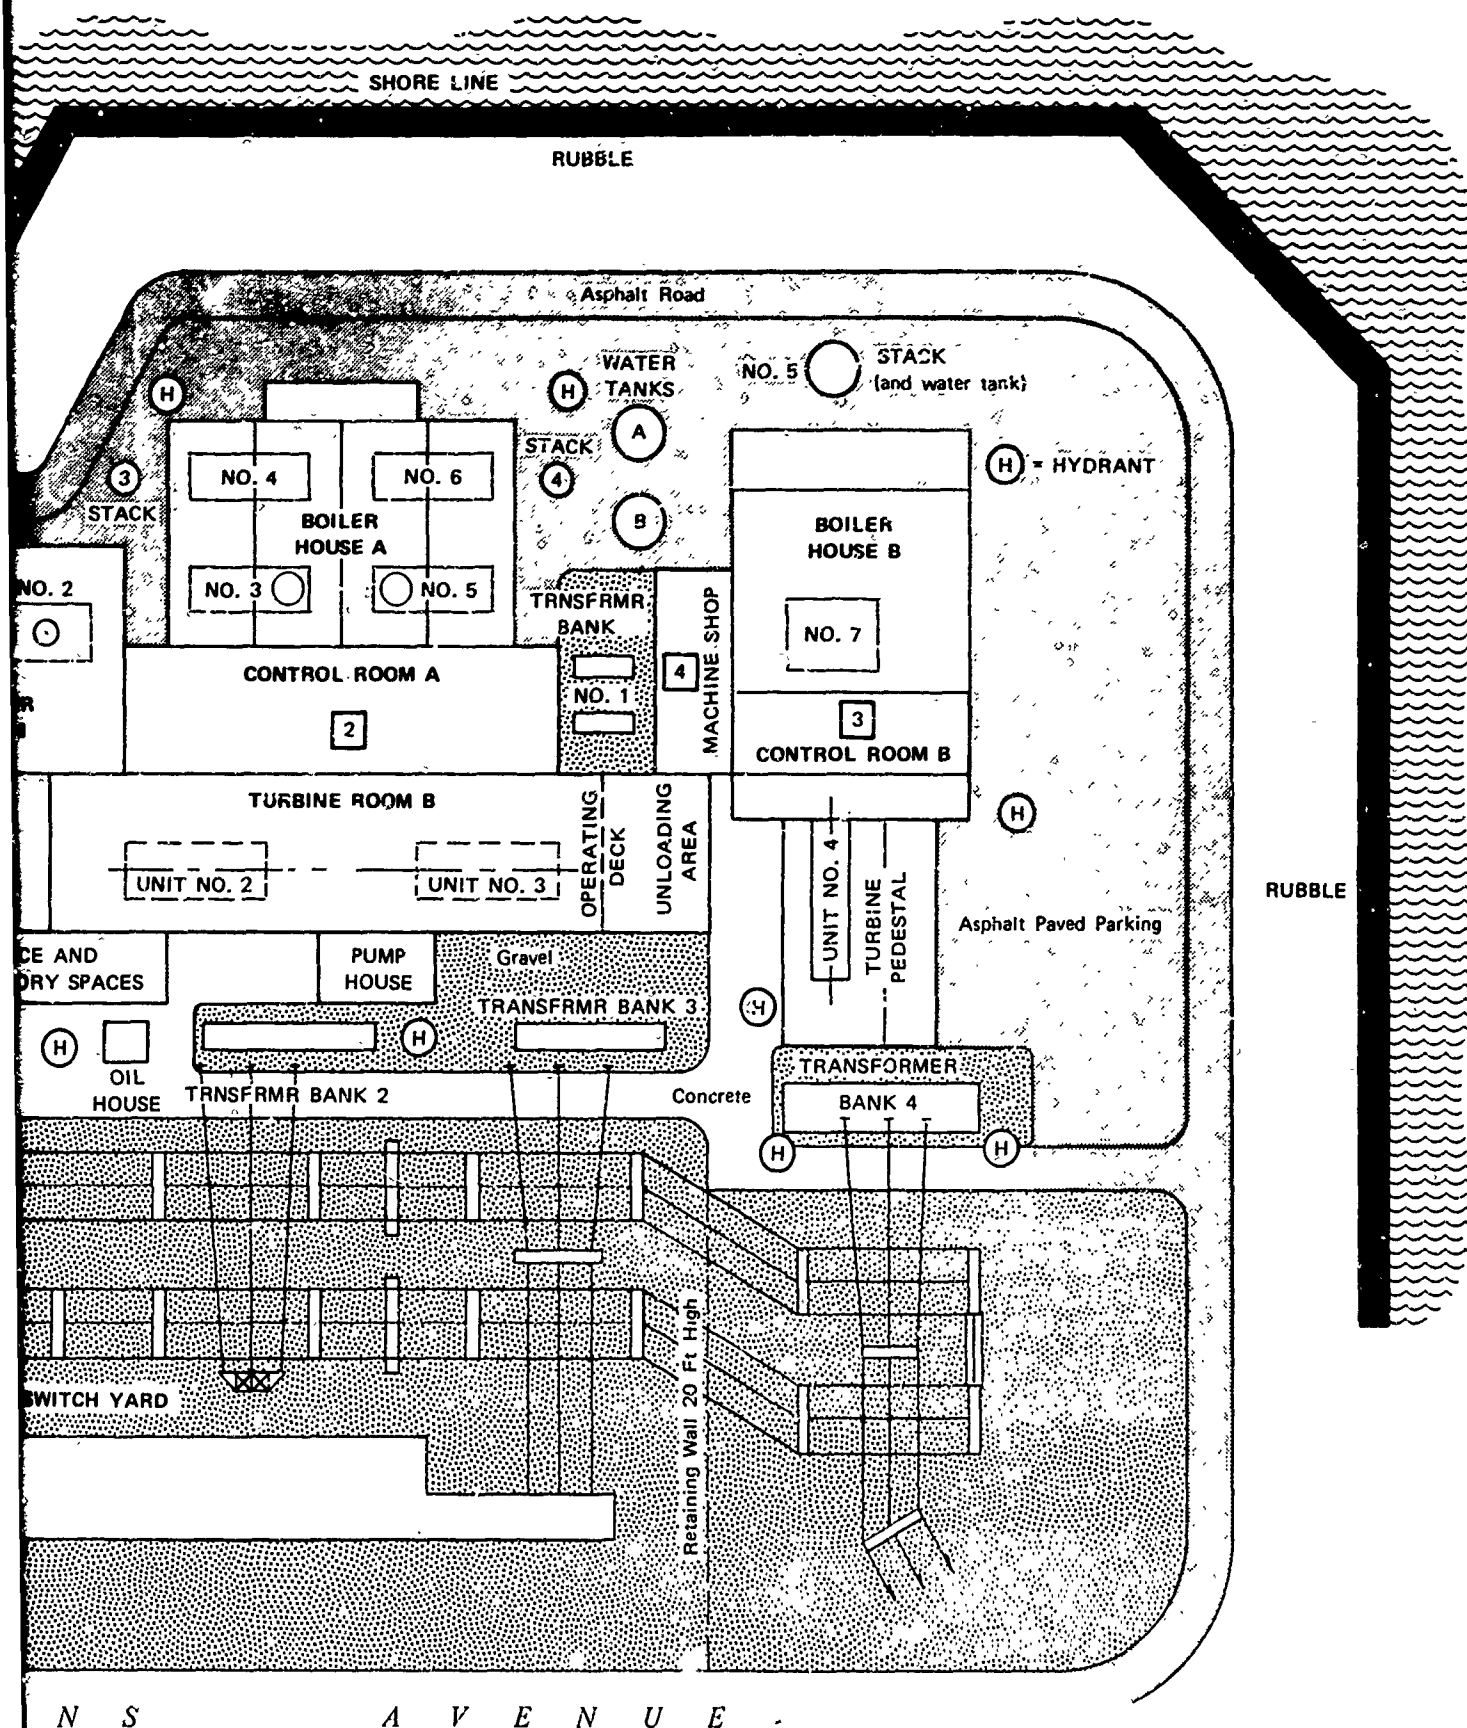 SHORE LINE
RUBBLE
Asphalt Road
WATER
TANKS
NO. 5
STACK
(and water tank)
H
H
A
STACK
H = HYDRANT
3
STACK
NO. 4
NO. 6
4
B
BOILER
HOUSE A
BOILER
HOUSE B
NO. 2
NO. 3
NO. 5
TRNSFRMR
BANK
NO. 1
4
MACHINE SHOP
NO. 7
CONTROL ROOM A
2
3
CONTROL ROOM B
TURBINE ROOM B
OPERATING
DECK
UNLOADING
AREA
H
UNIT NO. 2
UNIT NO. 3
UNIT NO. 4
TURBINE
PEDESTAL
RUBBLE
Asphalt Paved Parking
CE AND
ORY SPACES
PUMP
HOUSE
Gravel
TRANSFRMR BANK 3
H
H
H
OIL
HOUSE
TRNSFRMR BANK 2
Concrete
TRANSFORMER
BANK 4
H
H
Retaining Wall 20 Ft High
SWITCH YARD
N S AVENUE